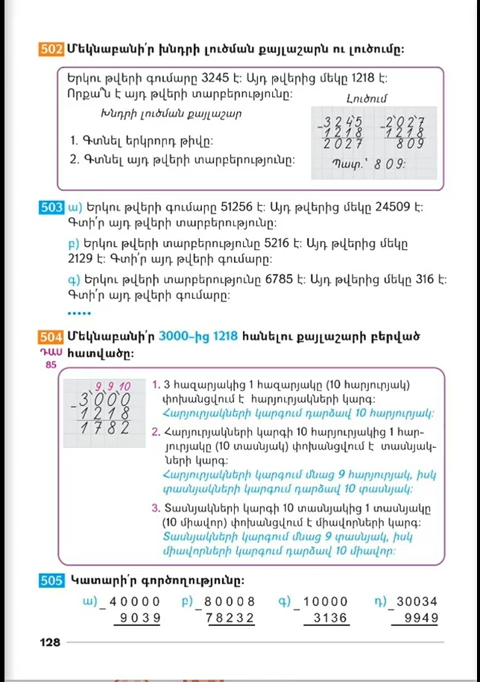 502 Մեկնաբանի՛ր խնդրի լուծման քայլաշարն ու լուծումը։
Երկու թվերի գումարը 3245 է։ Այդ թվերից մեկը 1218 է։
Որքա՞ն է այդ թվերի տարբերությունը։
Խնդրի լուծման քայլաշար
1. Գտնել երկրորդ թիվը։
2. Գտնել այդ թվերի տարբերությունը։
Լուծում
3245 2027
-1218 -1218
2027 809
Պատ.՝ 809։
503 ա) Երկու թվերի գումարը 51256 է։ Այդ թվերից մեկը 24509 է։
Գտի՛ր այդ թվերի տարբերությունը։
բ) Երկու թվերի տարբերությունը 5216 է։ Այդ թվերից մեկը
2129 է։ Գտի՛ր այդ թվերի գումարը։
գ) Երկու թվերի տարբերությունը 6785 է։ Այդ թվերից մեկը 316 է։
Գտի՛ր այդ թվերի գումարը։
.....
504 Մեկնաբանի՛ր 3000-ից 1218 հանելու քայլաշարի բերված
ԴԱՍ հատվածը։
85
9 9 10
3000
-1218
1782
1. 3 հազարյակից 1 հազարյակը (10 հարյուրյակ)
փոխանցվում է հարյուրյակների կարգ։
Հարյուրյակների կարգում դարձավ 10 հարյուրյակ։
2. Հարյուրյակների կարգի 10 հարյուրյակից 1 հար-
յուրյակը (10 տասնյակ) փոխանցվում է տասնյակ-
ների կարգ։
Հարյուրյակների կարգում մնաց 9 հարյուրյակ, իսկ
տասնյակների կարգում դարձավ 10 տասնյակ։
3. Տասնյակների կարգի 10 տասնյակից 1 տասնյակը
(10 միավոր) փոխանցվում է միավորների կարգ։
Տասնյակների կարգում մնաց 9 տասնյակ, իսկ
միավորների կարգում դարձավ 10 միավոր։
505 Կատարի՛ր գործողությունը։
ա) 40000 բ) 80008 գ) 10000 դ) 30034
-9039 -78232 -3136 -9949
128